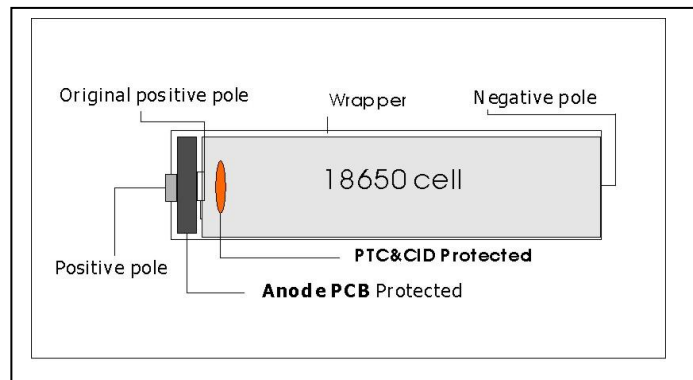 Original positive pole
Wrapper
Negative pole
18650 cell
PTC&CID Protected
Positive pole
Anode PCB Protected